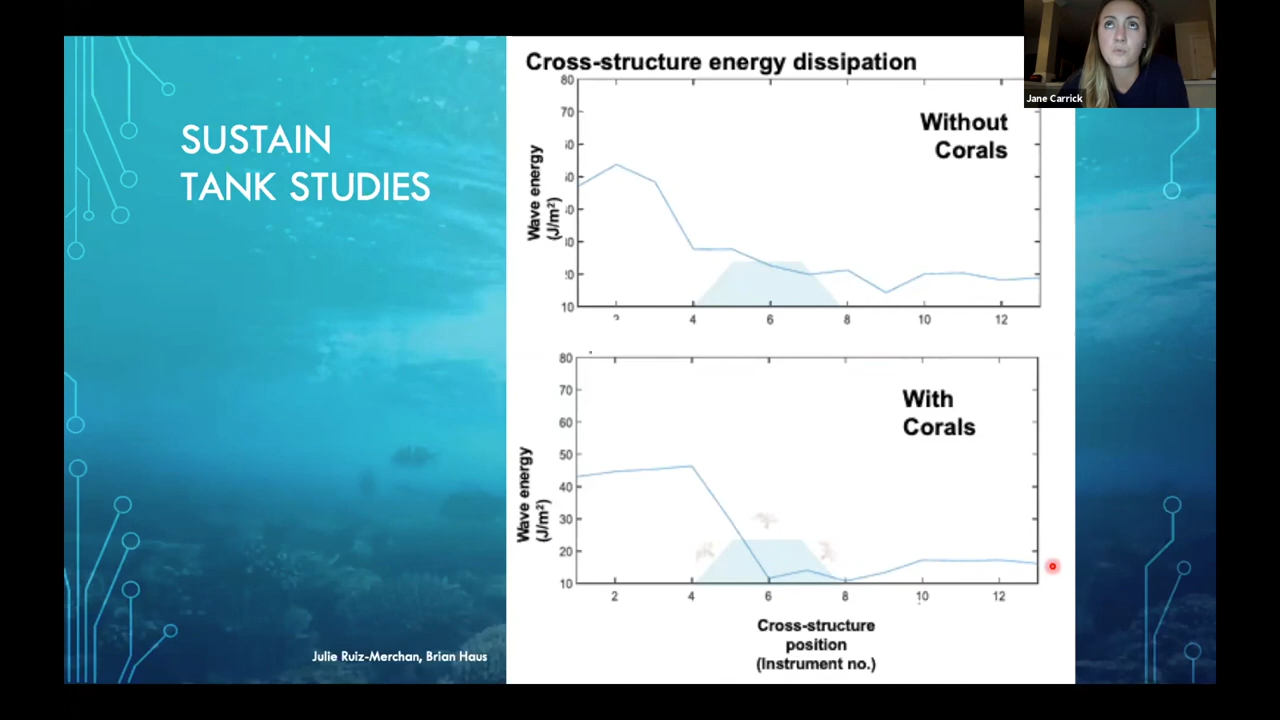 Jane Carrick
SUSTAIN
TANK STUDIES
Julie Ruiz-Merchan, Brian Haus
Cross-structure energy dissipation
Without
Corals
Wave energy
(J/m²)
80
70
20
10
4
6
8
10
12
With
Corals
Wave energy
(J/m²)
80
70
60
50
40
30
20
10
2
4
6
8
10
12
Cross-structure
position
(Instrument no.)